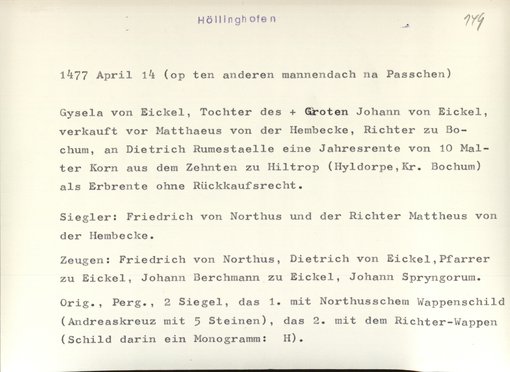 Höllinghofen
149
1477 April 14 (op ten anderen mannendach na Passchen)
Gysela von Eickel, Tochter des + Groten Johann von Eickel,
verkauft vor Matthaeus von der Hembecke, Richter zu Bo-
chum, an Dietrich Rumestaelle eine Jahresrente von 10 Mal-
ter Korn aus dem Zehnten zu Hiltrop (Hyldorpe,Kr. Bochum)
als Erbrente ohne Rückkaufsrecht.
Siegler: Friedrich von Northus und der Richter Mattheus von
der Hembecke.
Zeugen: Friedrich von Northus, Dietrich von Eickel,Pfarrer
zu Eickel, Johann Berchmann zu Eickel, Johann Spryngorum.
Orig., Perg., 2 Siegel, das 1. mit Northusschem Wappenschild
(Andreaskreuz mit 5 Steinen), das 2. mit dem Richter-Wappen
(Schild darin ein Monogramm: H).